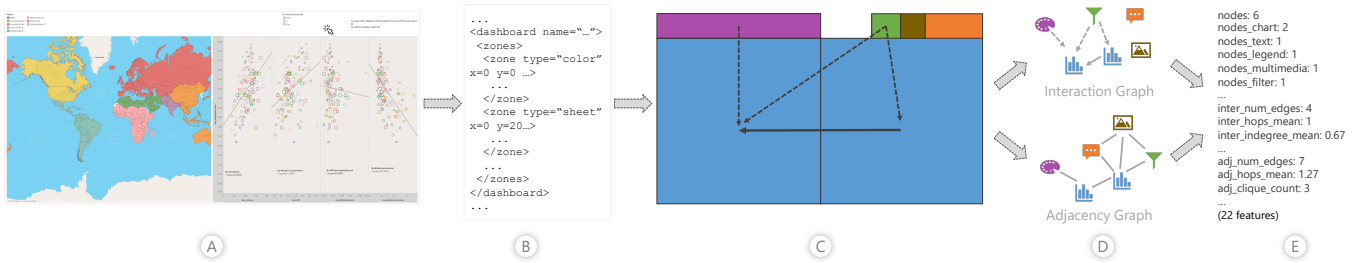 ...
<dashboard name="…">
<zones>
<zone type="color"
x=0 y=0 …>
...
</zone>
<zone type="sheet"
x=0 y=20…>
...
</zone>
...
</zones>
</dashboard>
...
Interaction Graph
Adjacency Graph
nodes: 6
nodes_chart: 2
nodes_text: 1
nodes_legend: 1
nodes_multimedia: 1
nodes_filter: 1
...
inter_num_edges: 4
inter_hops_mean: 1
inter_indegree_mean: 0.67
...
adj_num_edges: 7
adj_hops_mean: 1.27
adj_clique_count: 3
...
(22 features)
A
B
C
D
E